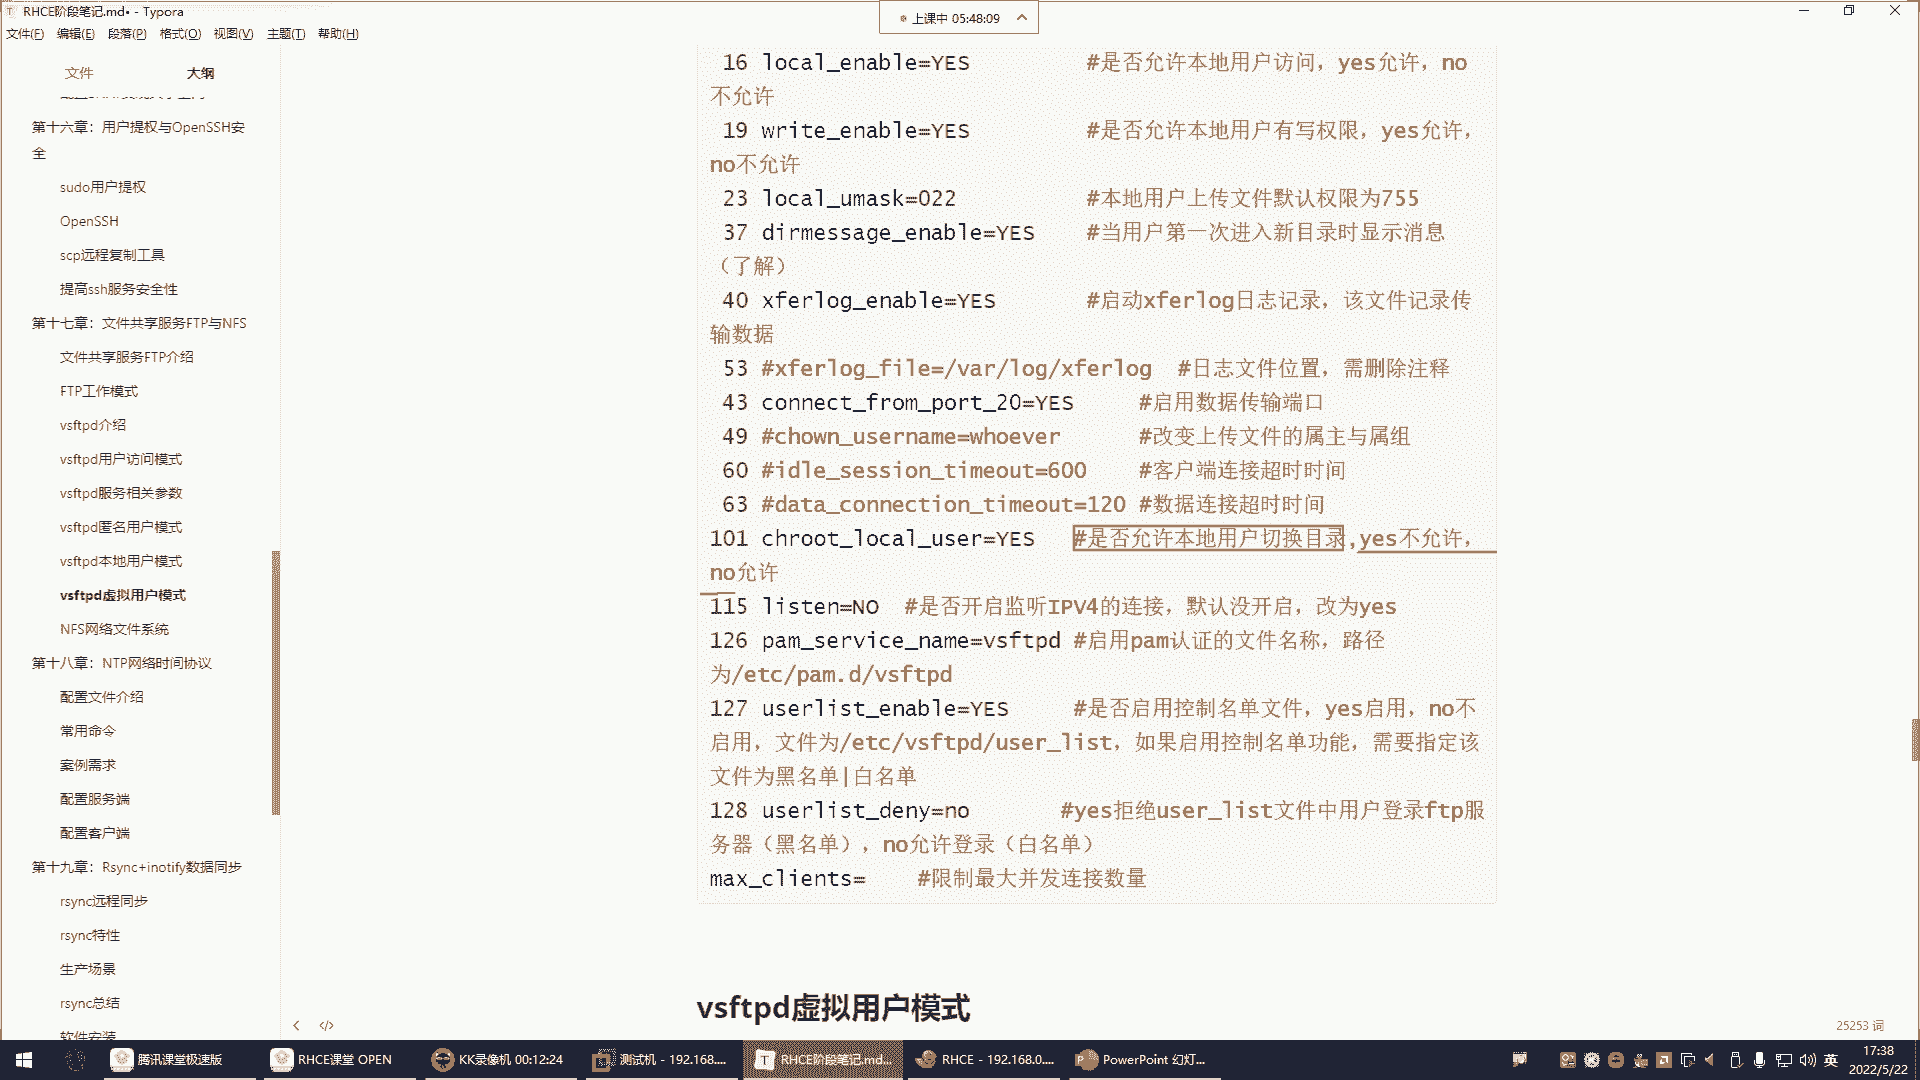 RHCE阶段笔记.md• - Typora
上课中 05:48:09
文件(F) 编辑(E) 段落(P) 格式(O) 视图(V) 主题(T) 帮助(H)
文件 大纲
第十六章：用户提权与OpenSSH安
全
sudo用户提权
OpenSSH
scp远程复制工具
提高ssh服务安全性
第十七章：文件共享服务FTP与NFS
文件共享服务FTP介绍
FTP工作模式
vsftpd介绍
vsftpd用户访问模式
vsftpd服务相关参数
vsftpd匿名用户模式
vsftpd本地用户模式
vsftpd虚拟用户模式
NFS网络文件系统
第十八章：NTP网络时间协议
配置文件介绍
常用命令
案例需求
配置服务端
配置客户端
第十九章：Rsync+inotify数据同步
rsync远程同步
rsync特性
生产场景
rsync总结
软件安装
16 local_enable=YES #是否允许本地用户访问，yes允许，no
不允许
19 write_enable=YES #是否允许本地用户有写权限，yes允许，
no不允许
23 local_umask=022 #本地用户上传文件默认权限为755
37 dirmessage_enable=YES #当用户第一次进入新目录时显示消息
（了解）
40 xferlog_enable=YES #启动xferlog日志记录，该文件记录传
输数据
53 #xferlog_file=/var/log/xferlog #日志文件位置，需删除注释
43 connect_from_port_20=YES #启用数据传输端口
49 #chown_username=whoever #改变上传文件的属主与属组
60 #idle_session_timeout=600 #客户端连接超时时间
63 #data_connection_timeout=120 #数据连接超时时间
101 chroot_local_user=YES #是否允许本地用户切换目录,yes不允许，
no允许
115 listen=NO #是否开启监听IPV4的连接，默认没开启，改为yes
126 pam_service_name=vsftpd #启用pam认证的文件名称，路径
为/etc/pam.d/vsftpd
127 userlist_enable=YES #是否启用控制名单文件，yes启用，no不
启用，文件为/etc/vsftpd/user_list，如果启用控制名单功能，需要指定该
文件为黑名单|白名单
128 userlist_deny=no #yes拒绝user_list文件中用户登录ftp服
务器（黑名单），no允许登录（白名单）
max_clients= #限制最大并发连接数量
vsftpd虚拟用户模式
25253 词
腾讯课堂极速版 RHCE课堂 OPEN KK录像机 00:12:24 测试机 - 192.168.... RHCE阶段笔记.md... RHCE - 192.168.0.... PowerPoint 幻灯... 英 17:38
2022/5/22